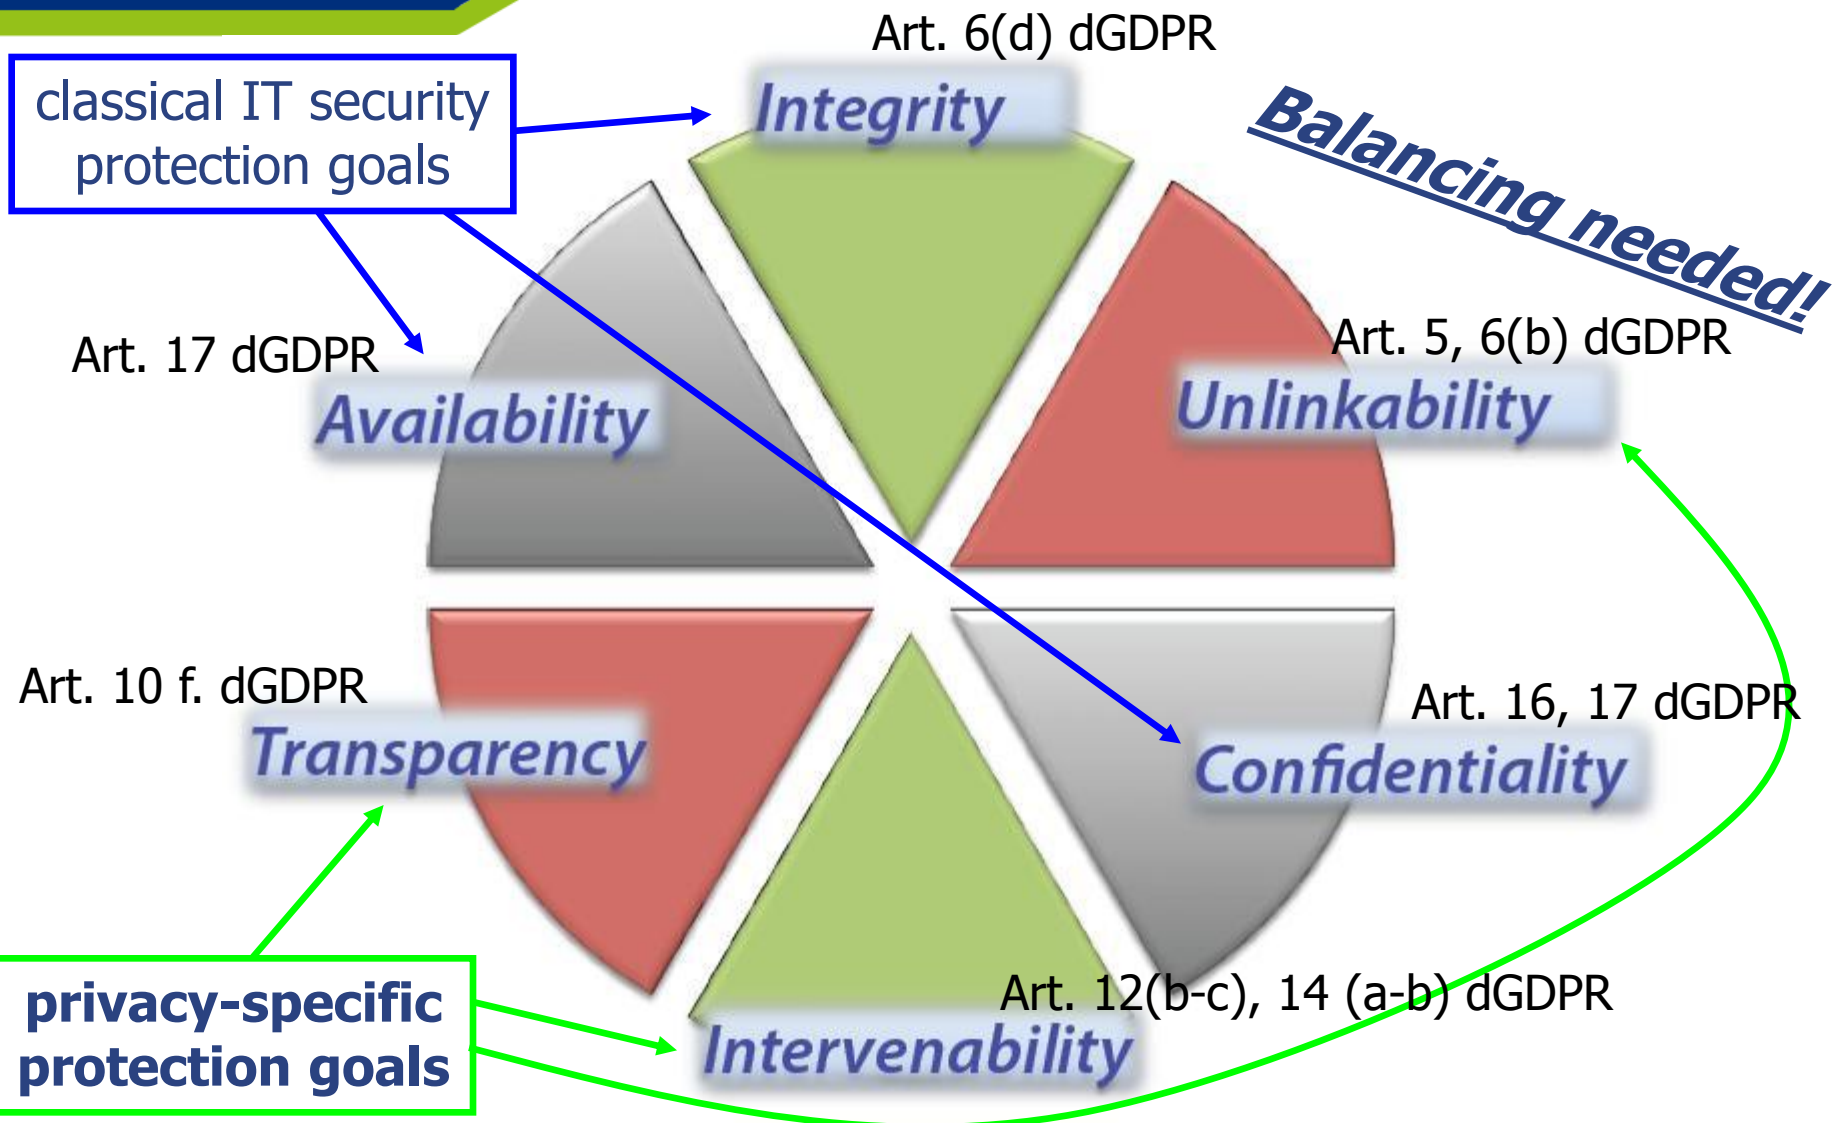 Art. 6(d) dGDPR
classical IT security
protection goals
Integrity
Balancing needed!
Art. 17 dGDPR
Availability
Art. 5, 6(b) dGDPR
Unlinkability
Art. 10 f. dGDPR
Transparency
Art. 16, 17 dGDPR
Confidentiality
privacy-specific
protection goals
Art. 12(b-c), 14 (a-b) dGDPR
Intervenability